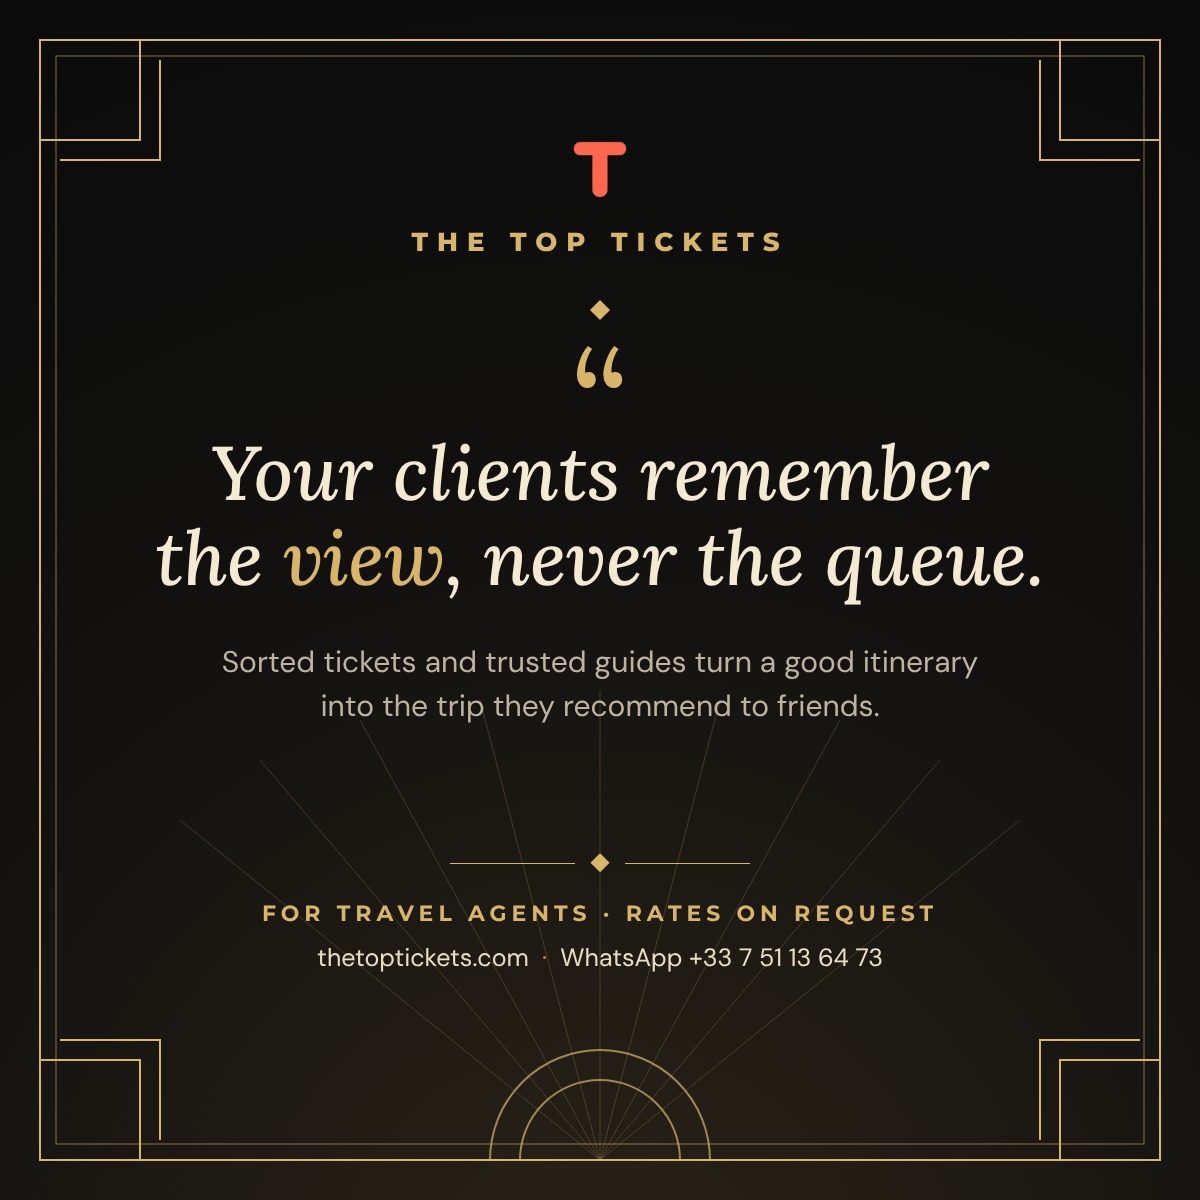 T
THE TOP TICKETS
“
Your clients remember
the view, never the queue.
Sorted tickets and trusted guides turn a good itinerary
into the trip they recommend to friends.
FOR TRAVEL AGENTS · RATES ON REQUEST
thetoptickets.com · WhatsApp +33 7 51 13 64 73